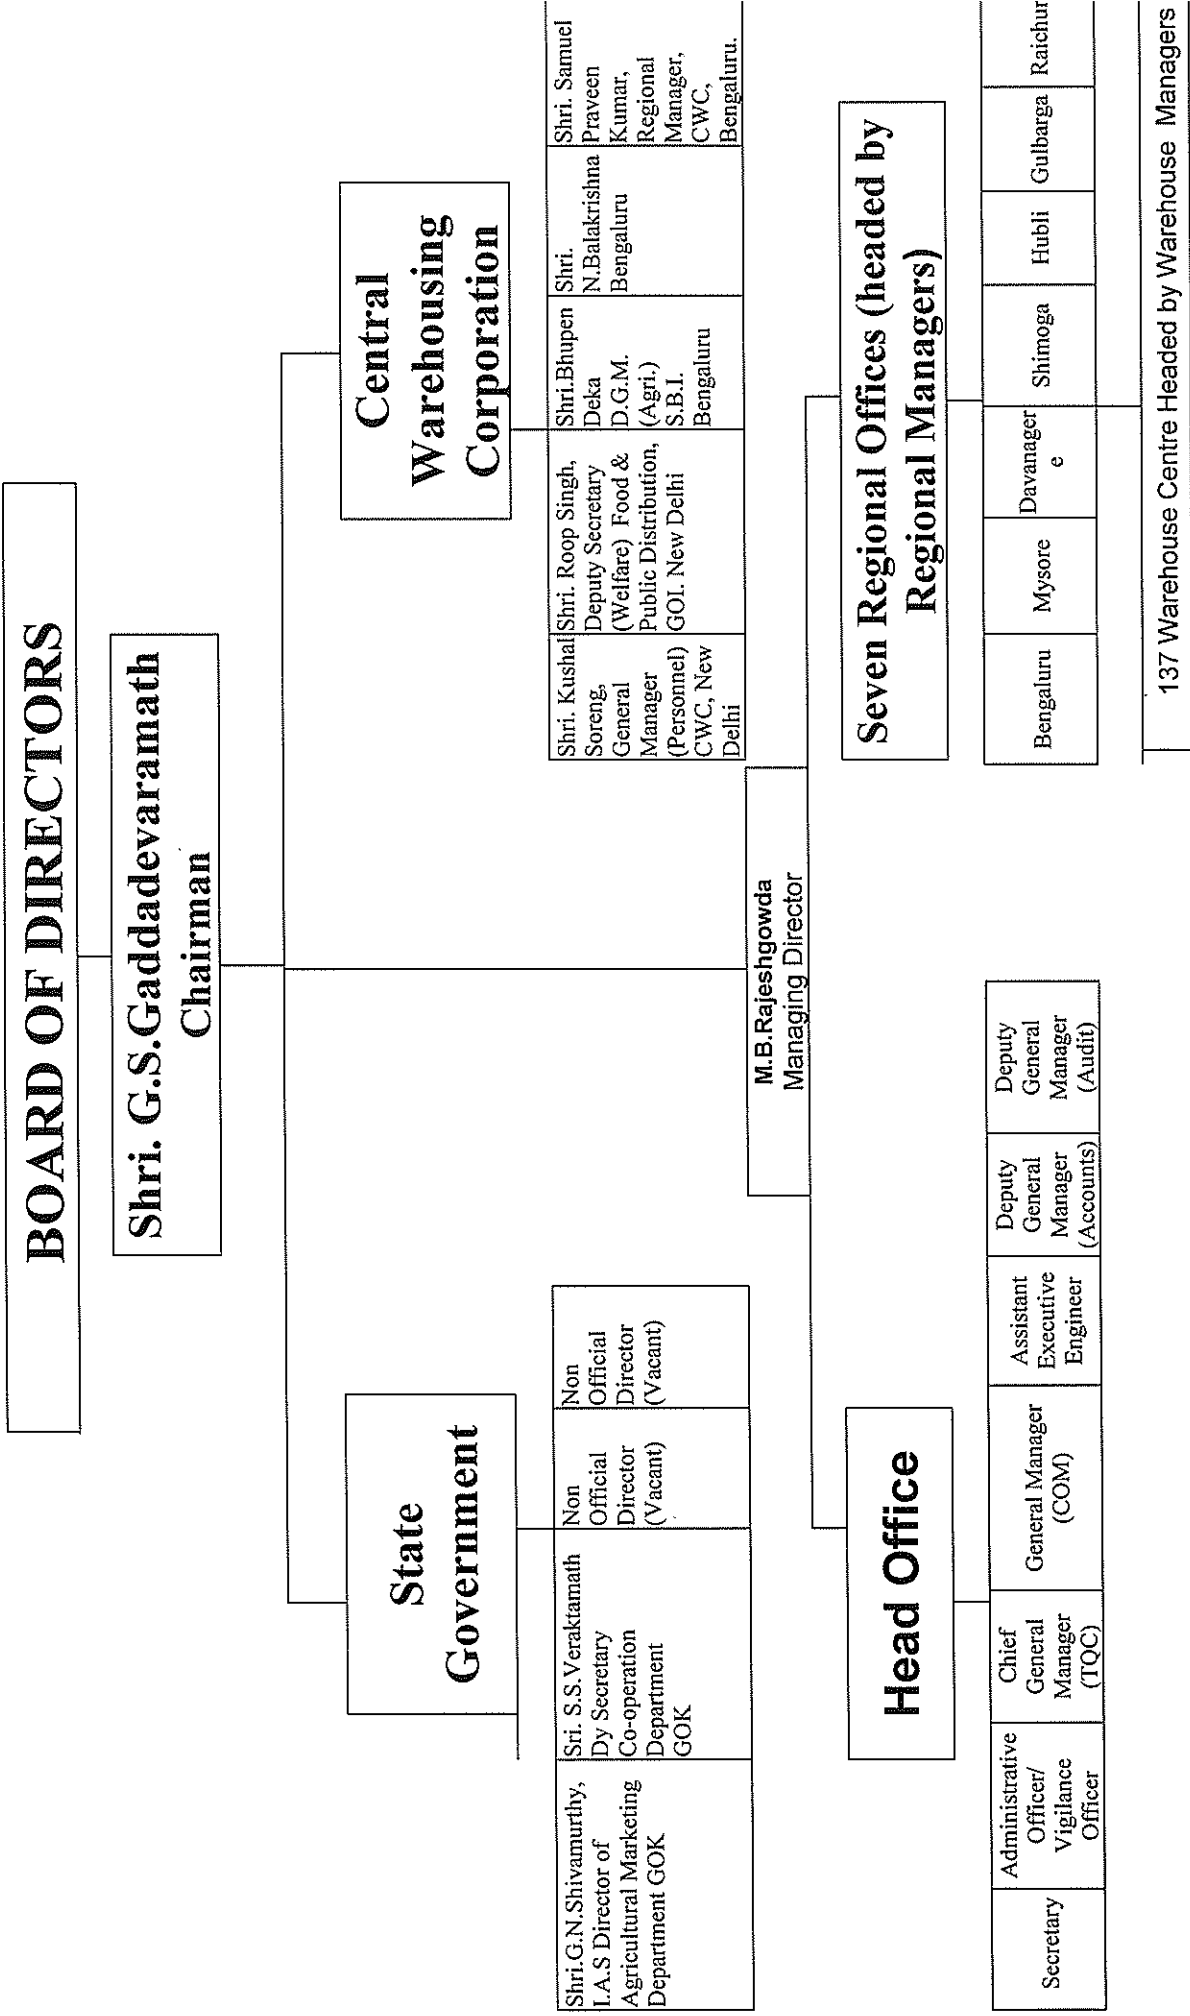 BOARD OF DIRECTORS
Shri. G.S.Gaddadevaramath
Chairman
State
Government
Central
Warehousing
Corporation
Shri.G.N.Shivamurthy,
I.A.S Director of
Agricultural Marketing
Department GOK
Sri. S.S.Veraktamath
Dy Secretary
Co-operation
Department
GOK
Non
Official
Director
(Vacant)
Non
Official
Director
(Vacant)
Shri. Kushal
Soreng,
General
Manager
(Personnel)
CWC, New
Delhi
Shri. Roop Singh,
Deputy Secretary
(Welfare) Food &
Public Distribution,
GOI. New Delhi
Shri.Bhupen
Deka
D.G.M.
(Agri.)
S.B.I.
Bengaluru
Shri.
N.Balakrishna
Bengaluru
Shri. Samuel
Praveen
Kumar,
Regional
Manager,
CWC,
Bengaluru.
M.B.Rajeshgowda
Managing Director
Head Office
Seven Regional Offices (headed by
Regional Managers)
Secretary
Administrative
Officer/
Vigilance
Officer
Chief
General
Manager
(TQC)
General Manager
(COM)
Assistant
Executive
Engineer
Deputy
General
Manager
(Accounts)
Deputy
General
Manager
(Audit)
Bengaluru
Mysore
Davanager
e
Shimoga
Hubli
Gulbarga
Raichur
137 Warehouse Centre Headed by Warehouse Managers